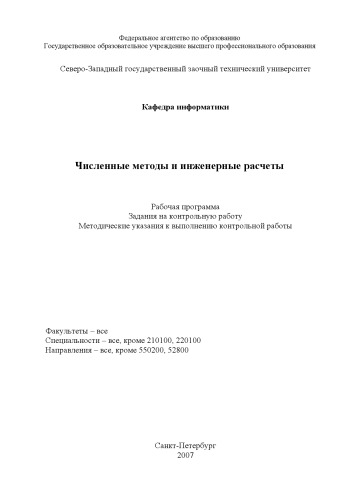 Федеральное агентство по образованию
Государственное образовательное учреждение высшего профессионального образования
Северо-Западный государственный заочный технический университет
Кафедра информатики
Численные методы и инженерные расчеты
Рабочая программа
Задания на контрольную работу
Методические указания к выполнению контрольной работы
Факультеты – все
Специальности – все, кроме 210100, 220100
Направления – все, кроме 550200, 52800
Санкт-Петербург
2007